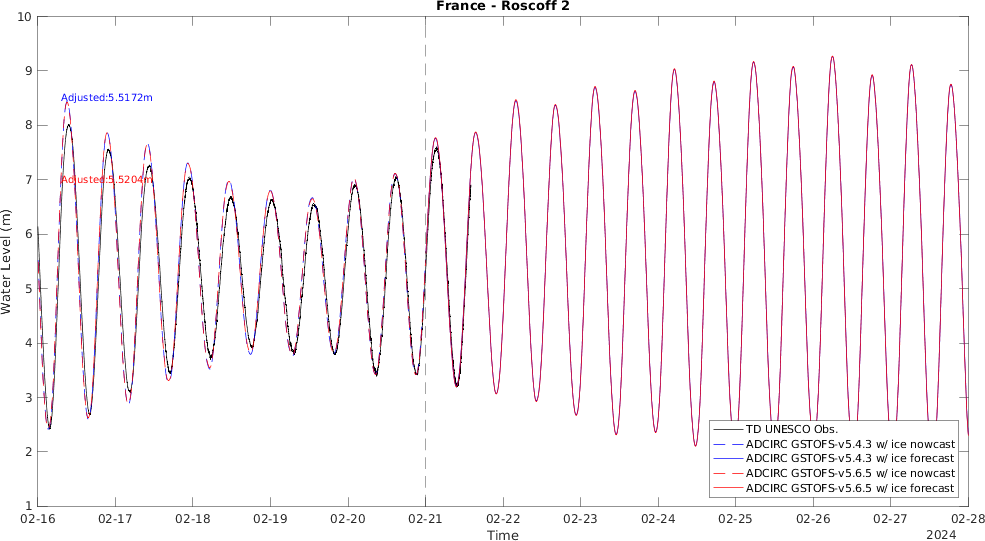 France - Roscoff 2
10
9
8
7
6
5
4
3
2
1
Water Level (m)
Adjusted:5.5172m
Adjusted:5.5204m
TD UNESCO Obs.
ADCIRC GSTOFS-v5.4.3 w/ ice nowcast
ADCIRC GSTOFS-v5.4.3 w/ ice forecast
ADCIRC GSTOFS-v5.6.5 w/ ice nowcast
ADCIRC GSTOFS-v5.6.5 w/ ice forecast
02-16 02-17 02-18 02-19 02-20 02-21 02-22 02-23 02-24 02-25 02-26 02-27 02-28
Time
2024